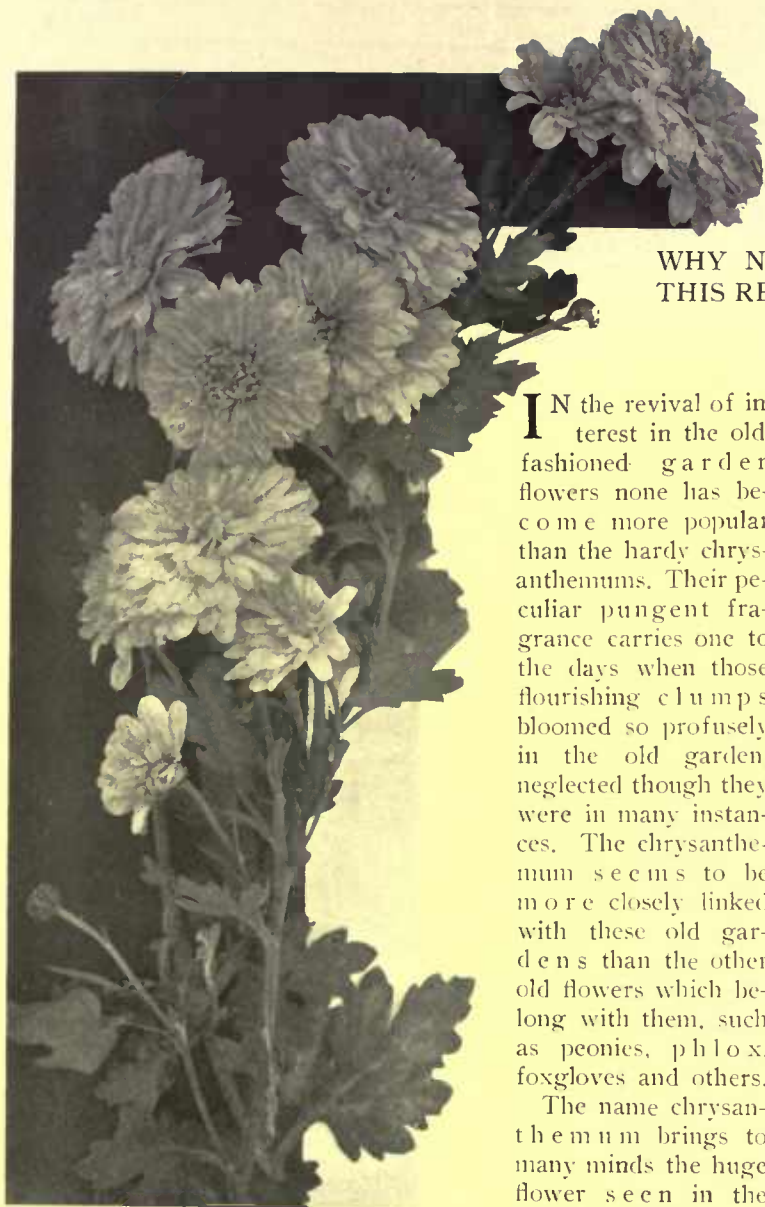 WHY N
THIS RE
IN the revival of in
terest in the old
fashioned garden
flowers none has be-
come more popular
than the hardy chrys-
anthemums. Their pe-
culiar pungent fra-
grance carries one to
the days when those
flourishing clumps
bloomed so profusely
in the old garden
neglected though they
were in many instan-
ces. The chrysanthe-
mum seems to be
more closely linked
with these old gar-
dens than the other
old flowers which be-
long with them, such
as peonies, phlox,
foxgloves and others.
The name chrysan-
themum brings to
many minds the huge
flower seen in the